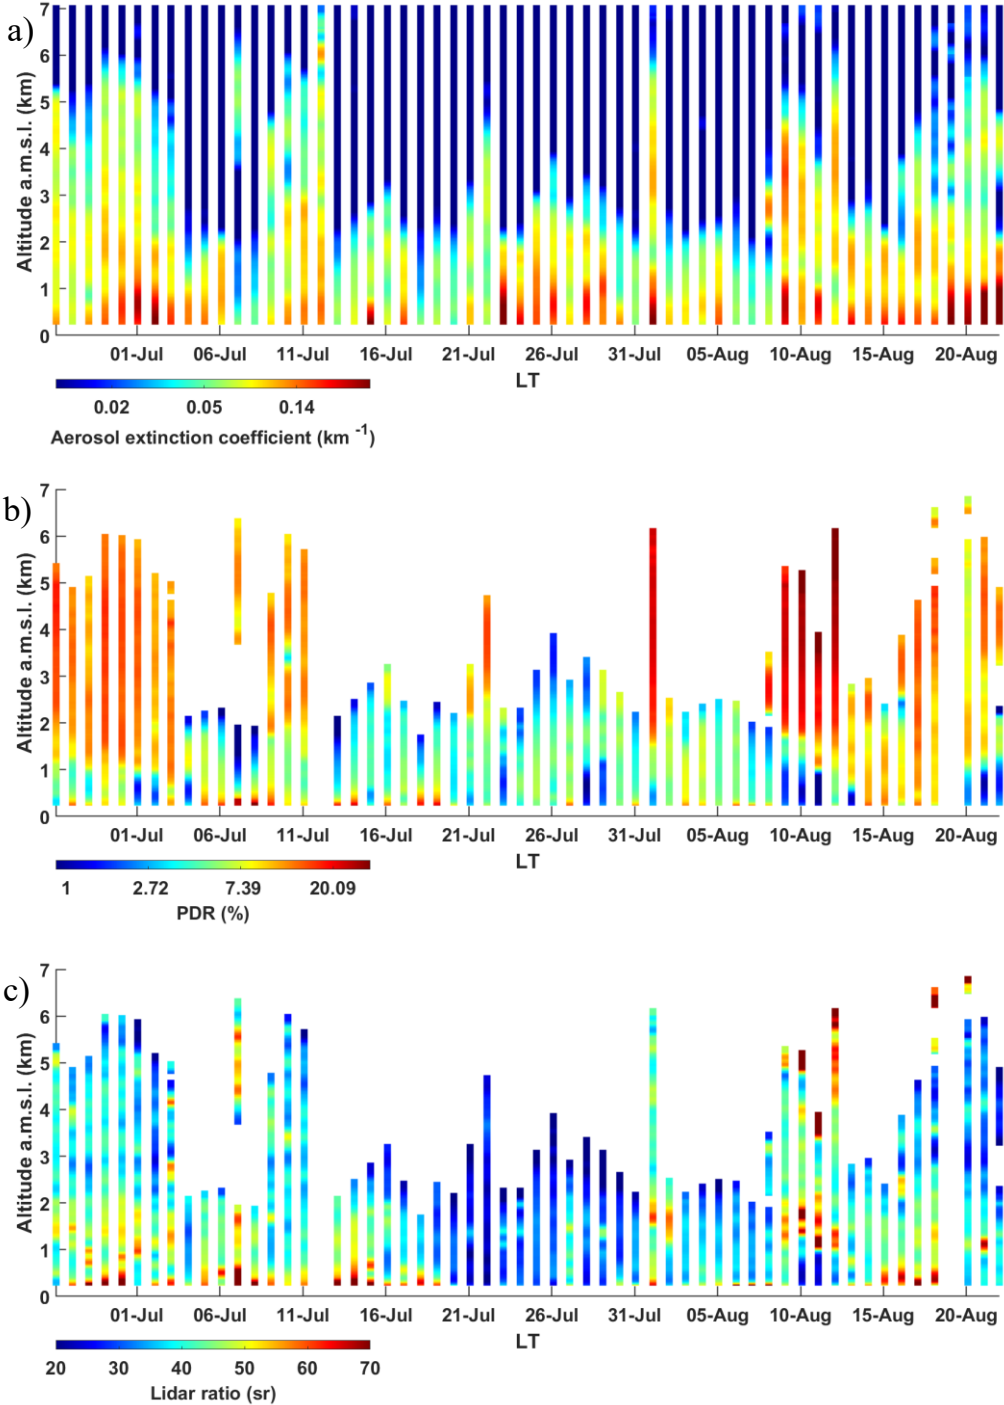 a)
7
6
5
4
3
2
1
0
Altitude a.m.s.l. (km)
01-Jul 06-Jul 11-Jul 16-Jul 21-Jul 26-Jul 31-Jul 05-Aug 10-Aug 15-Aug 20-Aug
LT
0.02 0.05 0.14
Aerosol extinction coefficient (km -1)
b)
7
6
5
4
3
2
1
0
Altitude a.m.s.l. (km)
01-Jul 06-Jul 11-Jul 16-Jul 21-Jul 26-Jul 31-Jul 05-Aug 10-Aug 15-Aug 20-Aug
LT
1 2.72 7.39 20.09
PDR (%)
c)
7
6
5
4
3
2
1
0
Altitude a.m.s.l. (km)
01-Jul 06-Jul 11-Jul 16-Jul 21-Jul 26-Jul 31-Jul 05-Aug 10-Aug 15-Aug 20-Aug
LT
20 30 40 50 60 70
Lidar ratio (sr)